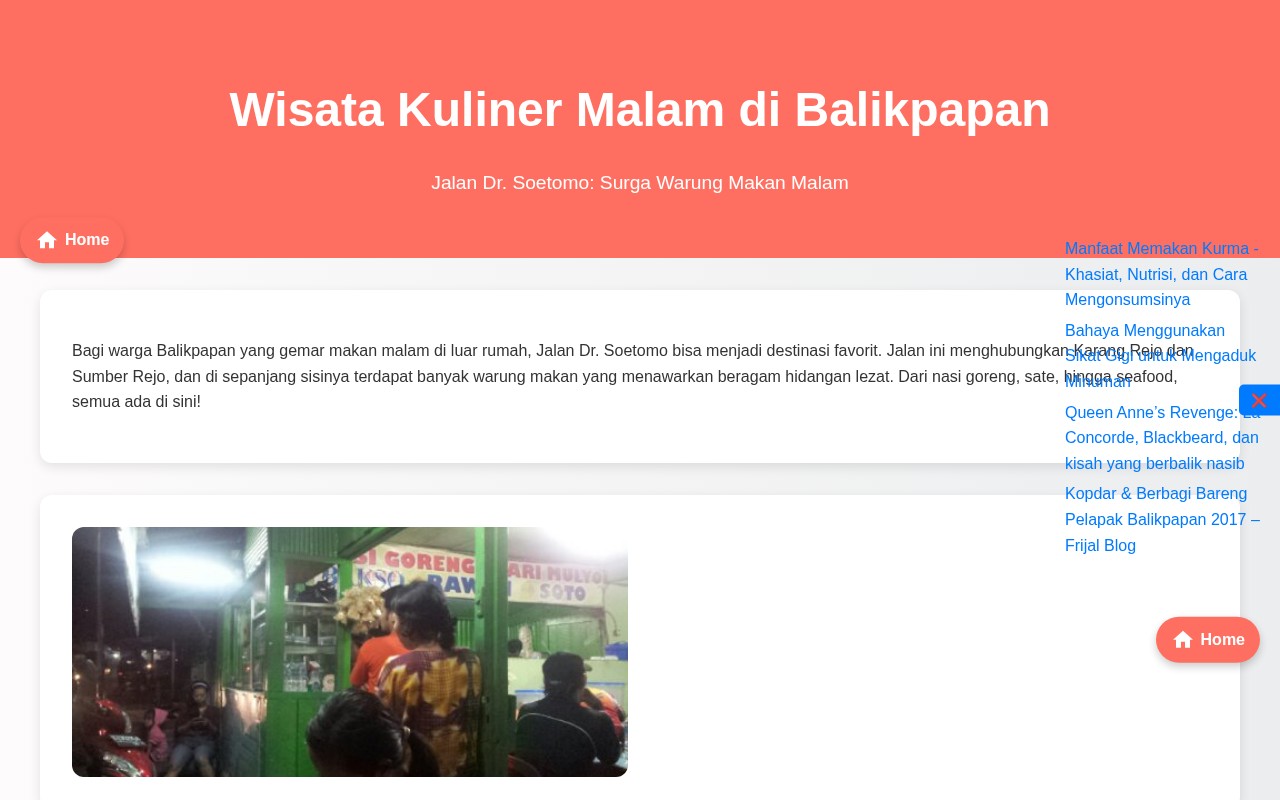 Wisata Kuliner Malam di Balikpapan
Jalan Dr. Soetomo: Surga Warung Makan Malam
Home
Manfaat Memakan Kurma -
Khasiat, Nutrisi, dan Cara
Mengonsumsinya
Bahaya Menggunakan
Sikat Gigi untuk Mengaduk
Minuman
Queen Anne’s Revenge: La
Concorde, Blackbeard, dan
kisah yang berbalik nasib
Kopdar & Berbagi Bareng
Pelapak Balikpapan 2017 –
Frijal Blog
Bagi warga Balikpapan yang gemar makan malam di luar rumah, Jalan Dr. Soetomo bisa menjadi destinasi favorit. Jalan ini menghubungkan Karang Rejo dan
Sumber Rejo, dan di sepanjang sisinya terdapat banyak warung makan yang menawarkan beragam hidangan lezat. Dari nasi goreng, sate, hingga seafood,
semua ada di sini!
SI GORENG ARI MULYO
SOTO
Home